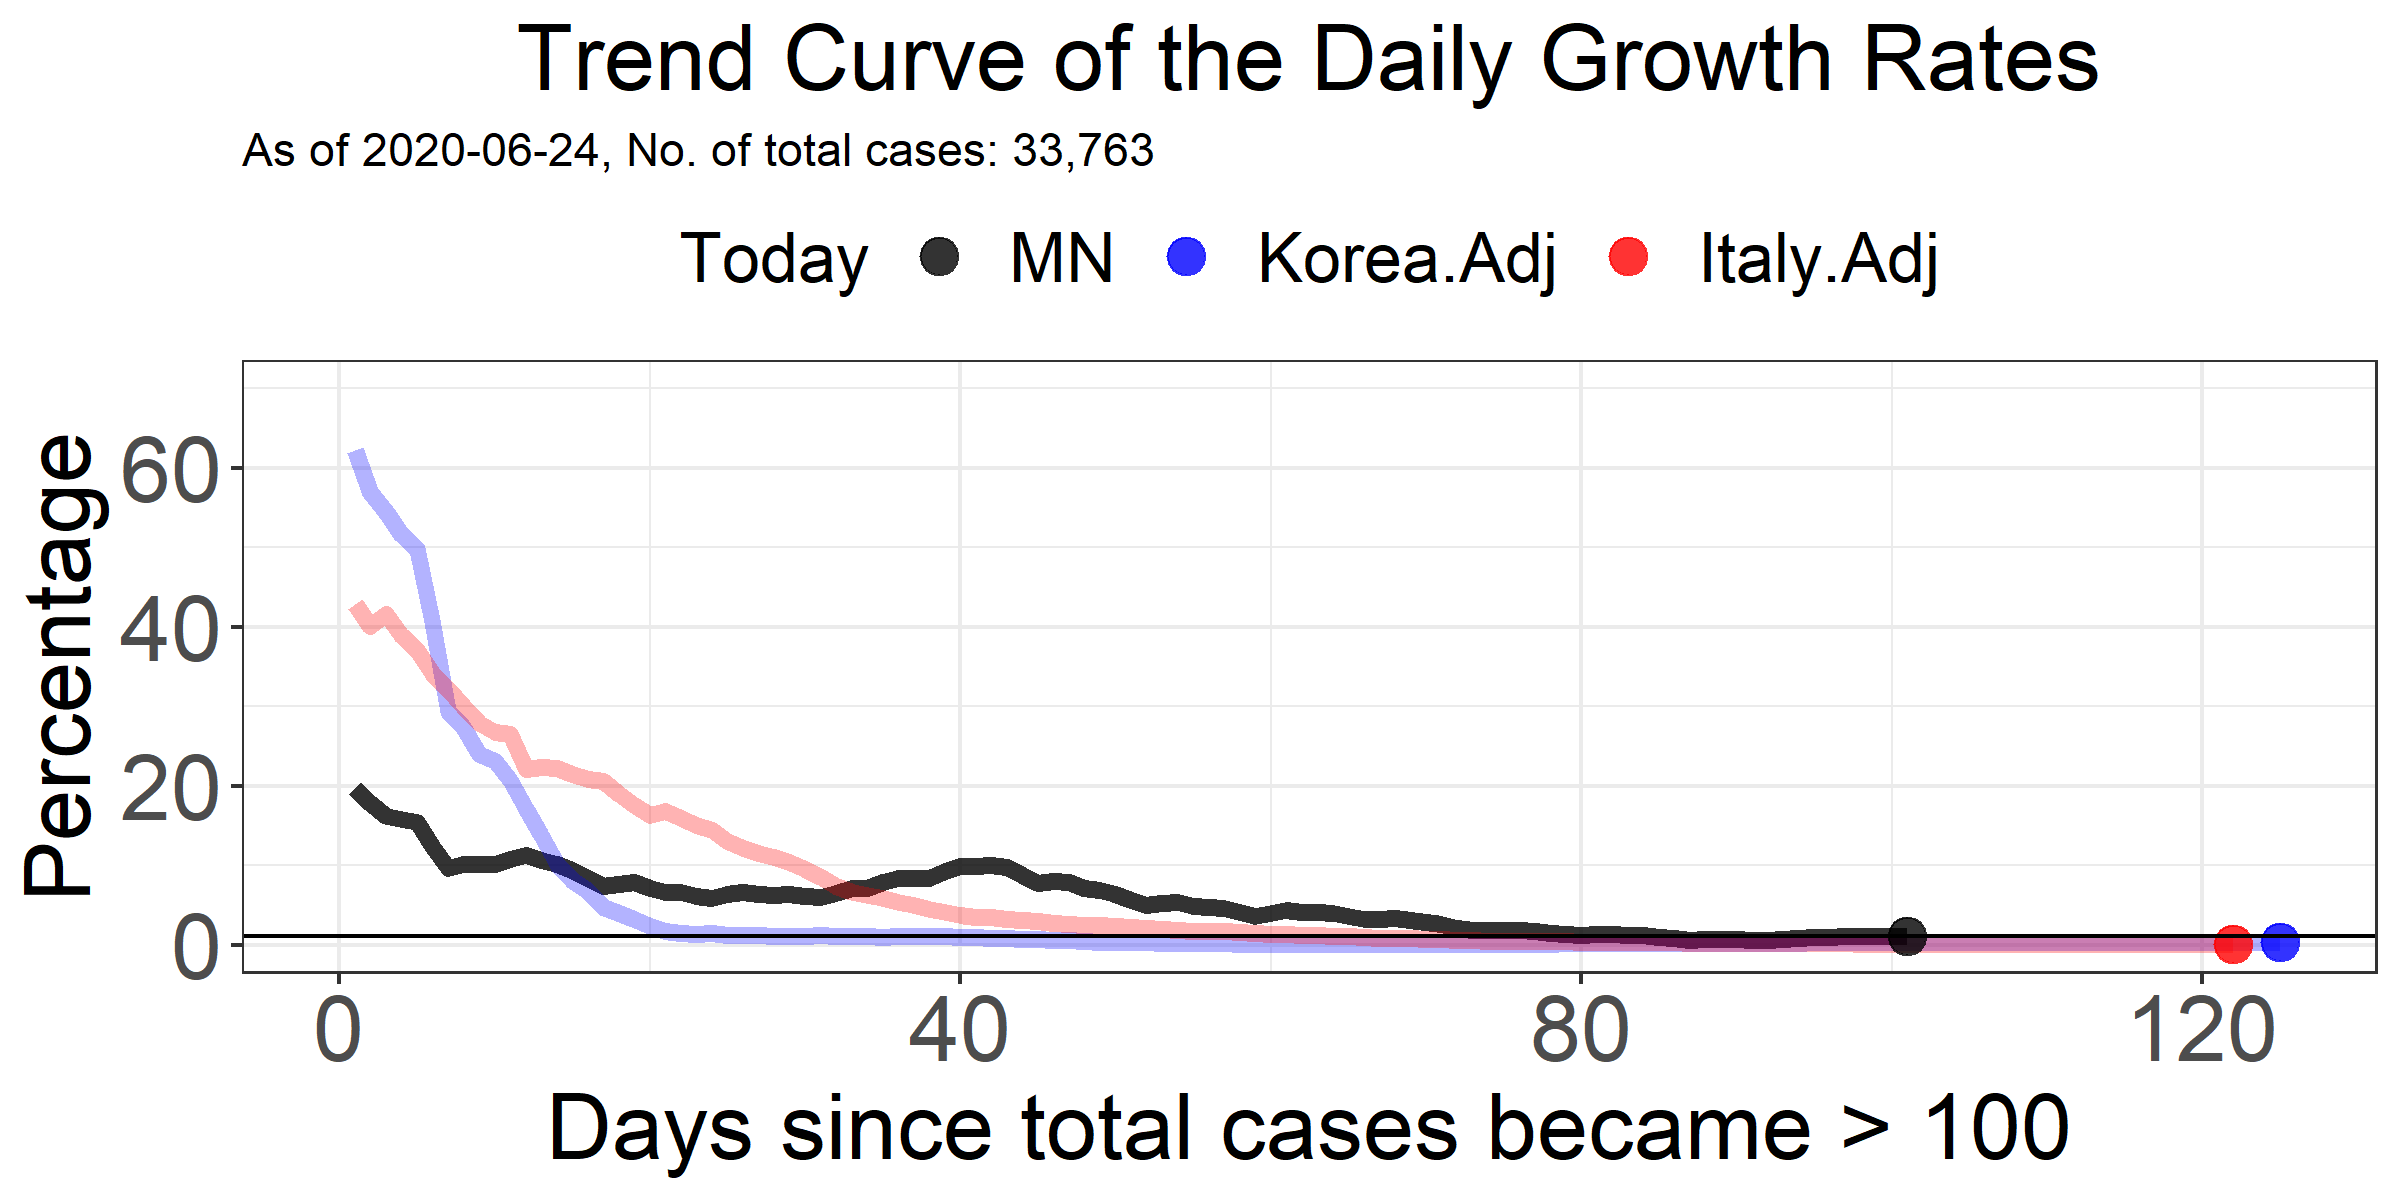 Trend Curve of the Daily Growth Rates
As of 2020-06-24, No. of total cases: 33,763
Today MN Korea.Adj Italy.Adj
Percentage
60
40
20
0
0 40 80 120
Days since total cases became > 100